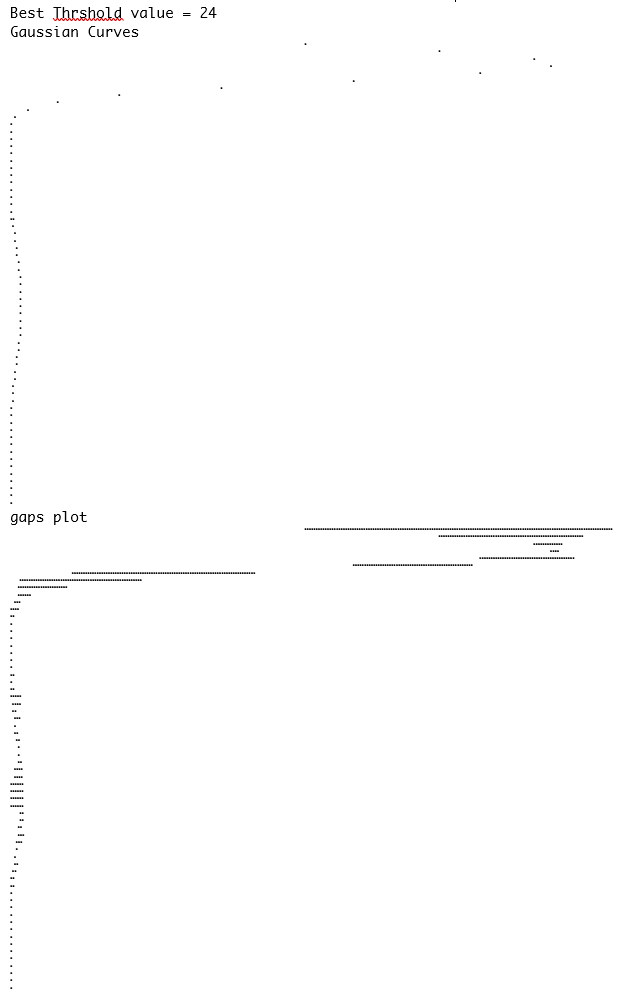 Best Thrshold value = 24
Gaussian Curves
gaps plot